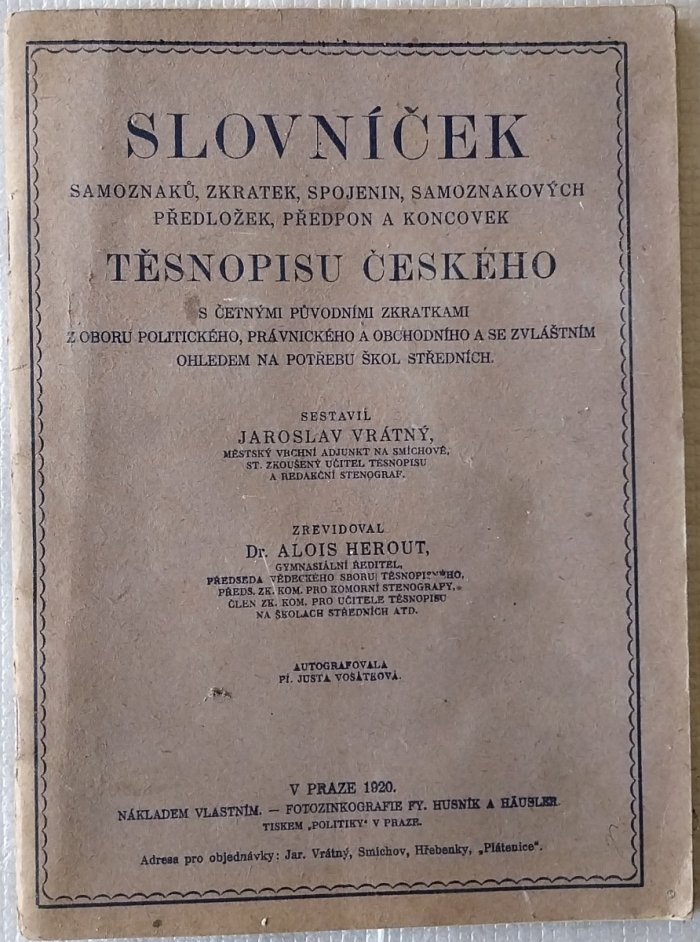 SLOVNÍČEK
SAMOZNAKŮ, ZKRATEK, SPOJENIN, SAMOZNAKOVÝCH
PŘEDLOŽEK, PŘEDPON A KONCOVEK
TĚSNOPISU ČESKÉHO
S ČETNÝMI PŮVODNÍMI ZKRATKAMI
Z OBORU POLITICKÉHO, PRÁVNICKÉHO A OBCHODNÍHO A SE ZVLÁŠTNÍM
OHLEDEM NA POTŘEBU ŠKOL STŘEDNÍCH.
SESTAVIL
JAROSLAV VRÁTNÝ,
MĚSTSKÝ VRCHNÍ ADJUNKT NA SMÍCHOVĚ,
ST. ZKOUŠENÝ UČITEL TĚSNOPISU
A REDAKČNÍ STENOGRAF.
ZREVIDOVAL
Dr. ALOIS HEROUT,
GYMNASIÁLNÍ ŘEDITEL,
PŘEDSEDA VĚDECKÉHO SBORU TĚSNOPISNÉHO,
PŘEDS. ZK. KOM. PRO KOMORNÍ STENOGRAFY,
ČLEN ZK. KOM. PRO UČITELE TĚSNOPISU
NA ŠKOLACH STŘEDNÍCH ATD.
AUTOGRAFOVALA
PÍ. JUSTA VOŠÁTKOVÁ.
V PRAZE 1920.
NÁKLADEM VLASTNÍM. — FOTOZINKOGRAFIE FY. HUSNÍK A HÄUSLER.
TISKEM „POLITIKY“ V PRAZE.
Adresa pro objednávky: Jar. Vrátný, Smíchov, Hřebenky, „Plátenice“.